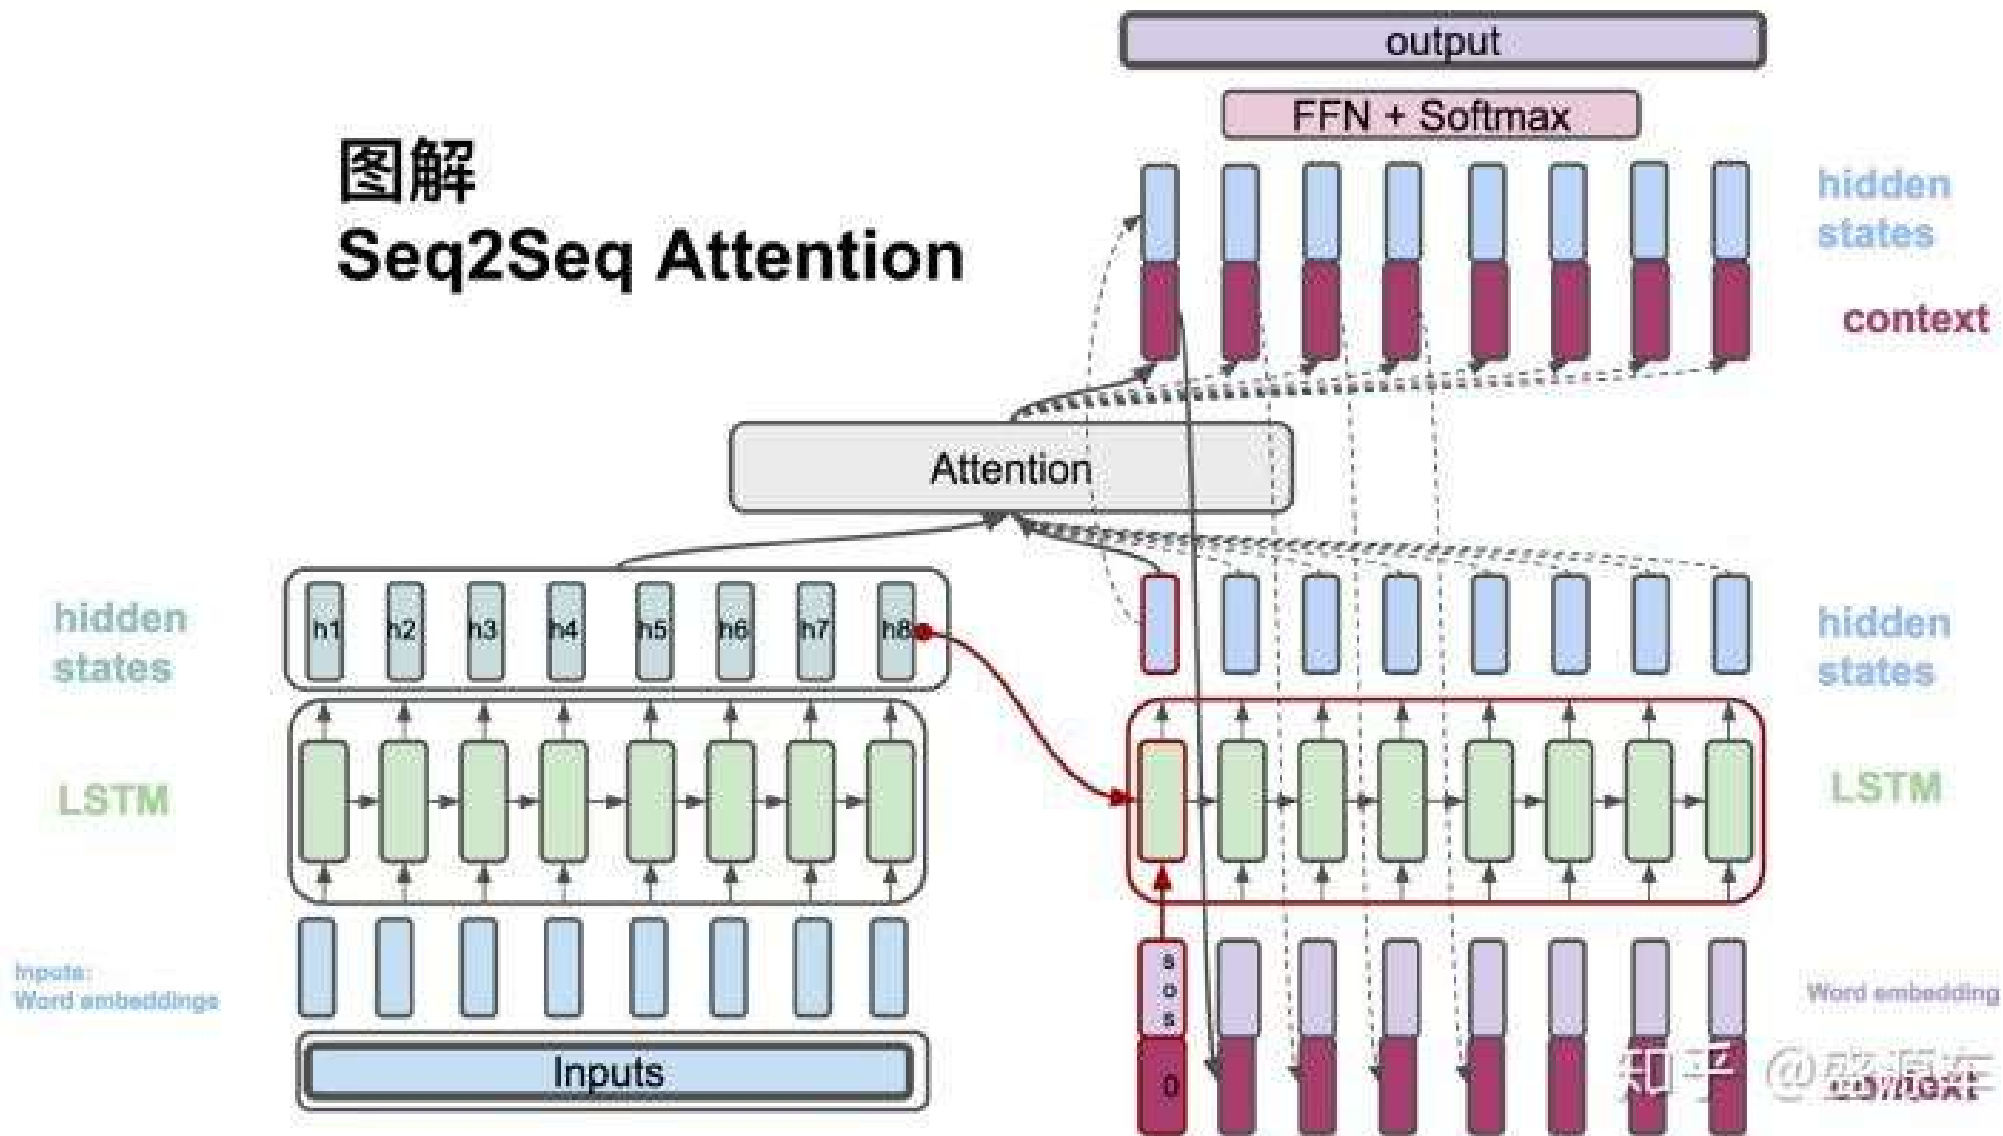 output
FFN + Softmax
图解
Seq2Seq Attention
hidden
states
context
Attention
hidden
states
h1 h2 h3 h4 h5 h6 h7 h8
hidden
states
LSTM
LSTM
Inputs:
Word embeddings
s
o
s
Word embedding
Inputs
0
知乎 @
context